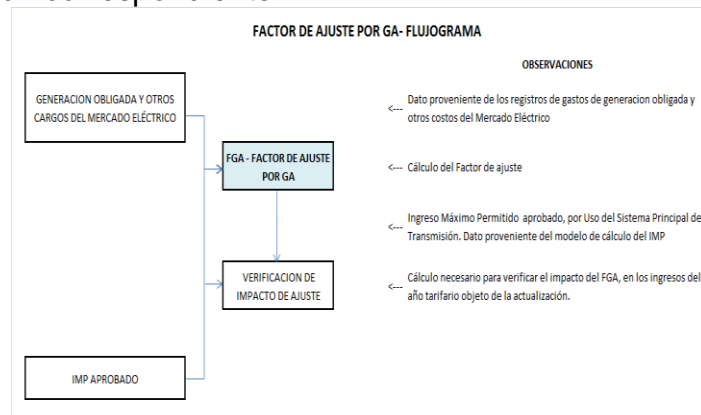 FACTOR DE AJUSTE POR GA- FLUJOGRAMA
OBSERVACIONES
GENERACION OBLIGADA Y OTROS
CARGOS DEL MERCADO ELÉCTRICO
<--- Dato proveniente de los registros de gastos de generacion obligada y
otros costos del Mercado Eléctrico
FGA - FACTOR DE AJUSTE
POR GA
<--- Cálculo del Factor de ajuste
<--- Ingreso Máximo Permitido aprobado, por Uso del Sistema Principal de
Transmisión. Dato proveniente del modelo de cálculo del IMP
VERIFICACION DE
IMPACTO DE AJUSTE
<--- Cálculo necesario para verificar el impacto del FGA, en los ingresos del
año tarifario objeto de la actualización.
IMP APROBADO